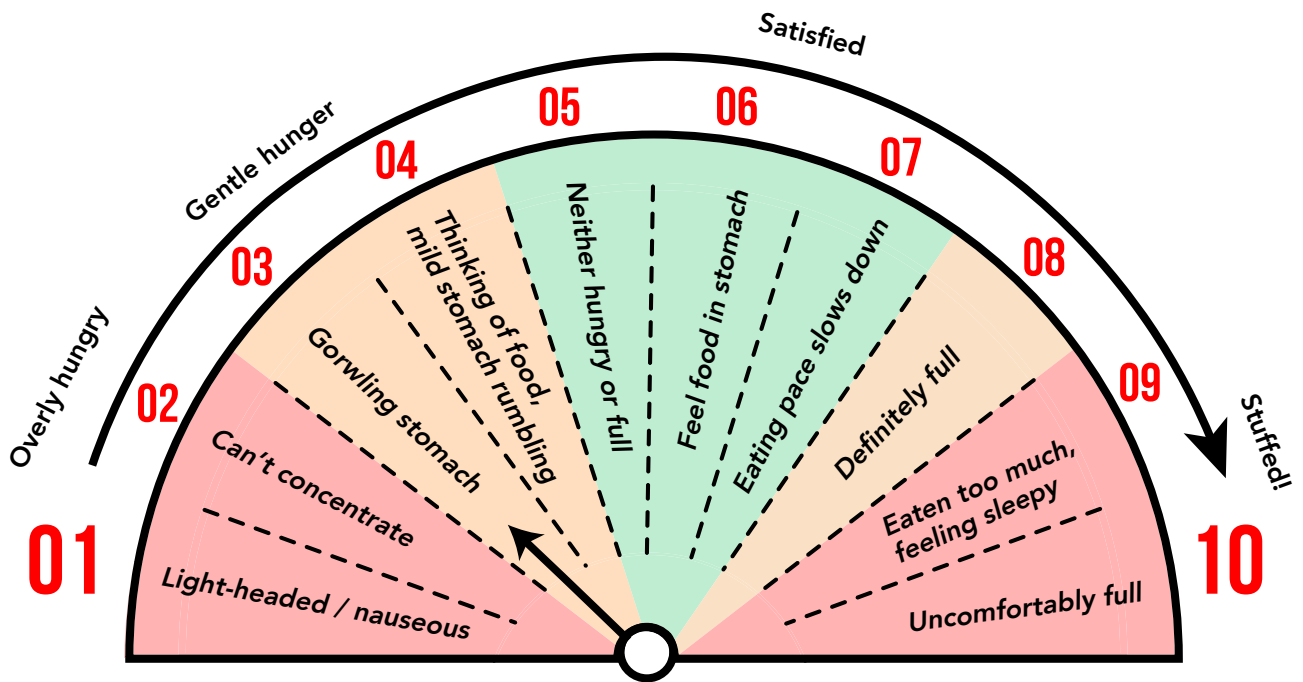 Overly hungry
Gentle hunger
Satisfied
Stuffed!
01
02
03
04
05
06
07
08
09
10
Light-headed / nauseous
Can't concentrate
Gorwling stomach
Thinking of food,
mild stomach rumbling
Neither hungry or full
Feel food in stomach
Eating pace slows down
Definitely full
Eaten too much,
feeling sleepy
Uncomfortably full